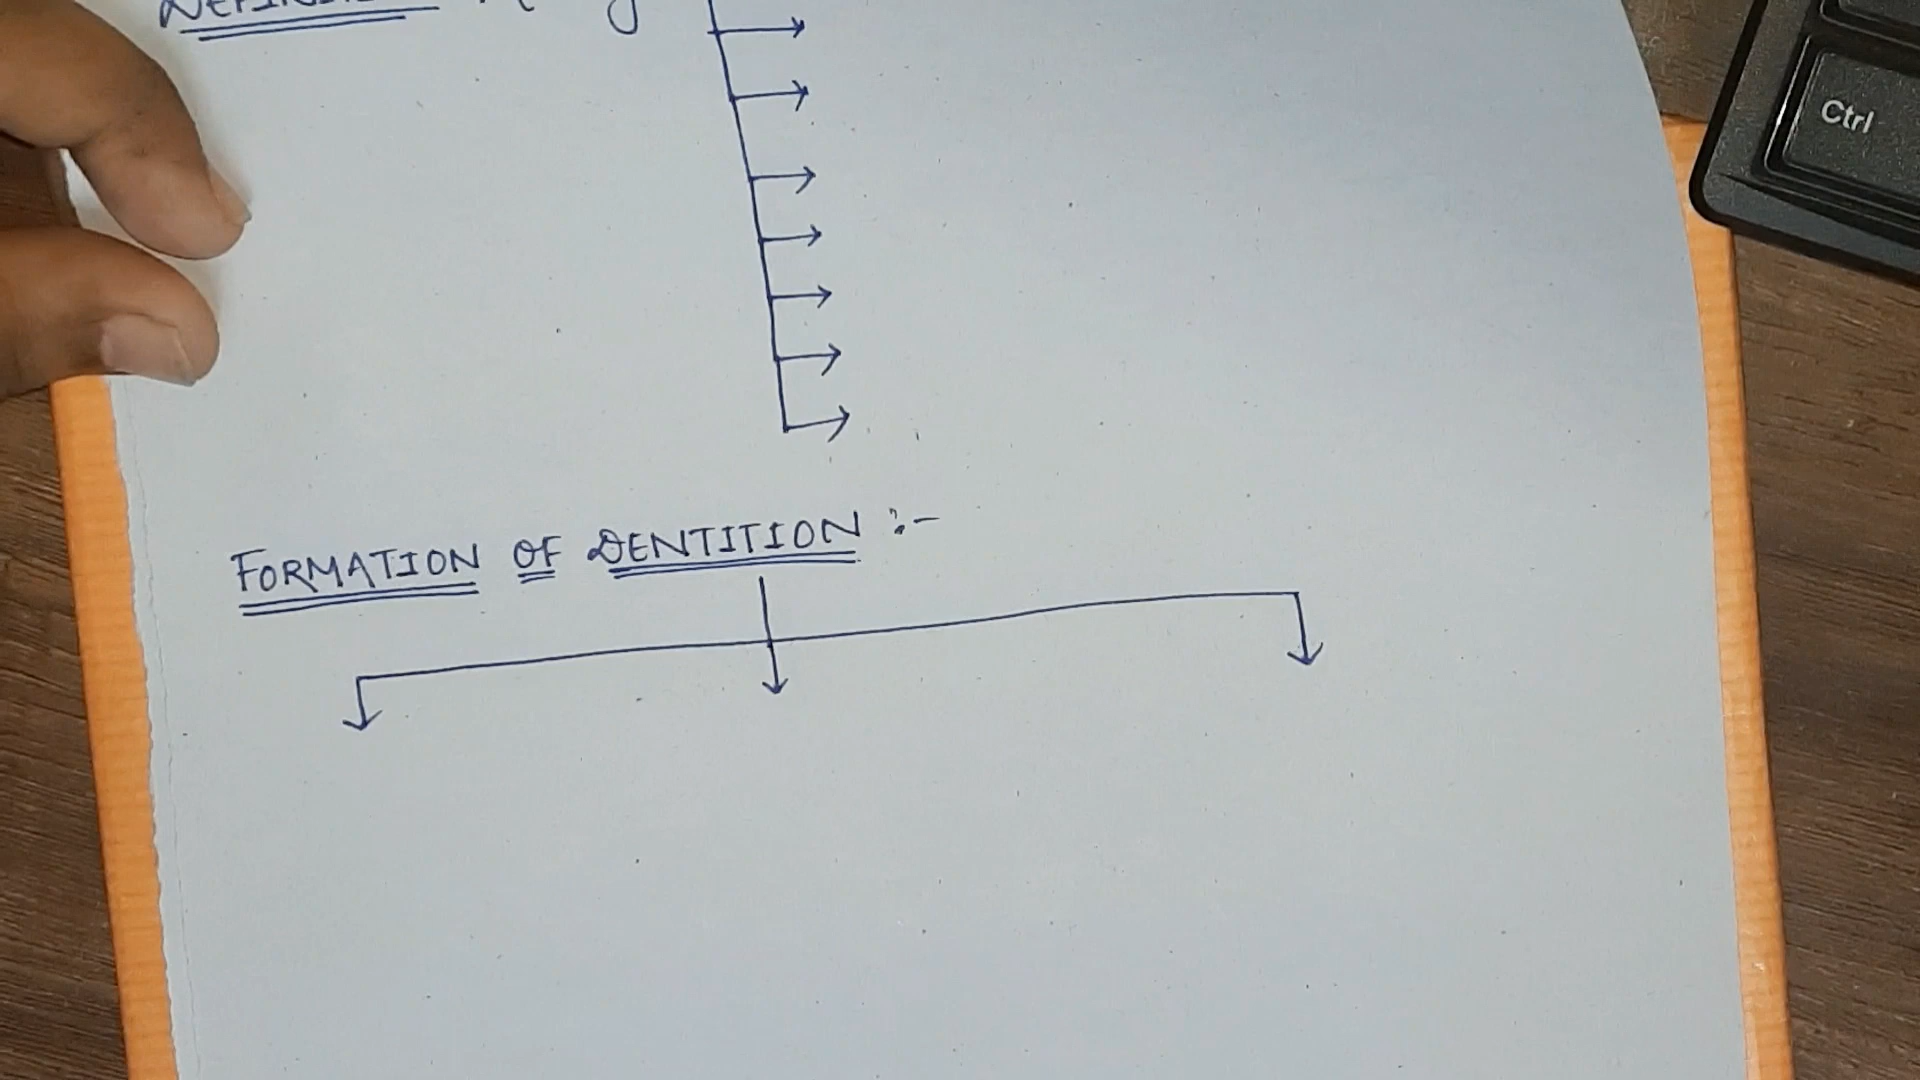 Ctrl
FORMATION OF DENTITION :-